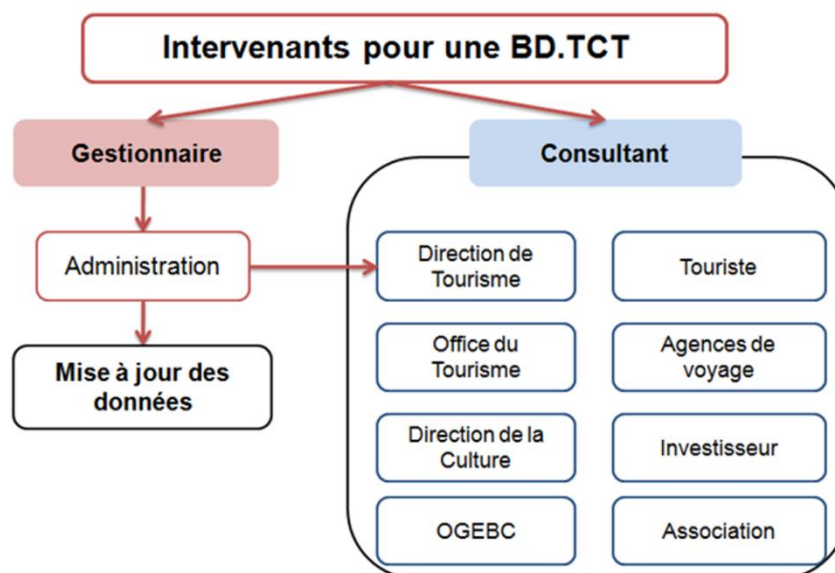 Intervenants pour une BD.TCT
Gestionnaire
Consultant
Administration
Direction de
Tourisme
Touriste
Mise à jour des
données
Office du
Tourisme
Agences de
voyage
Direction de la
Culture
Investisseur
OGEBC
Association